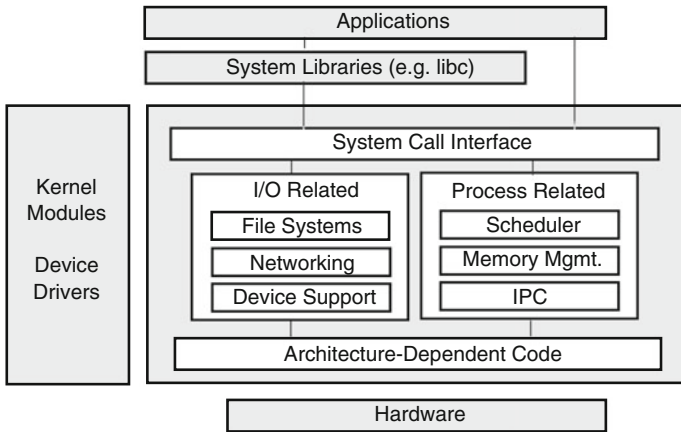 Applications
System Libraries (e.g. libc)
Kernel
Modules
Device
Drivers
System Call Interface
I/O Related
File Systems
Networking
Device Support
Process Related
Scheduler
Memory Mgmt.
IPC
Architecture-Dependent Code
Hardware